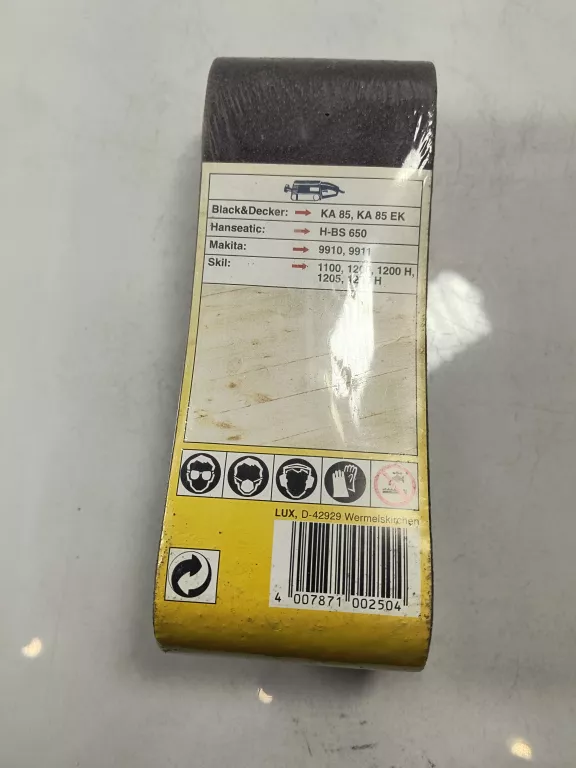 Black&Decker: KA 85, KA 85 EK
Hanseatic: H-BS 650
Makita: 9910, 9911
Skil: 1100, 1200 H,
1205, H
LUX, D-42929 Wermelskirchen
4 007871 002504